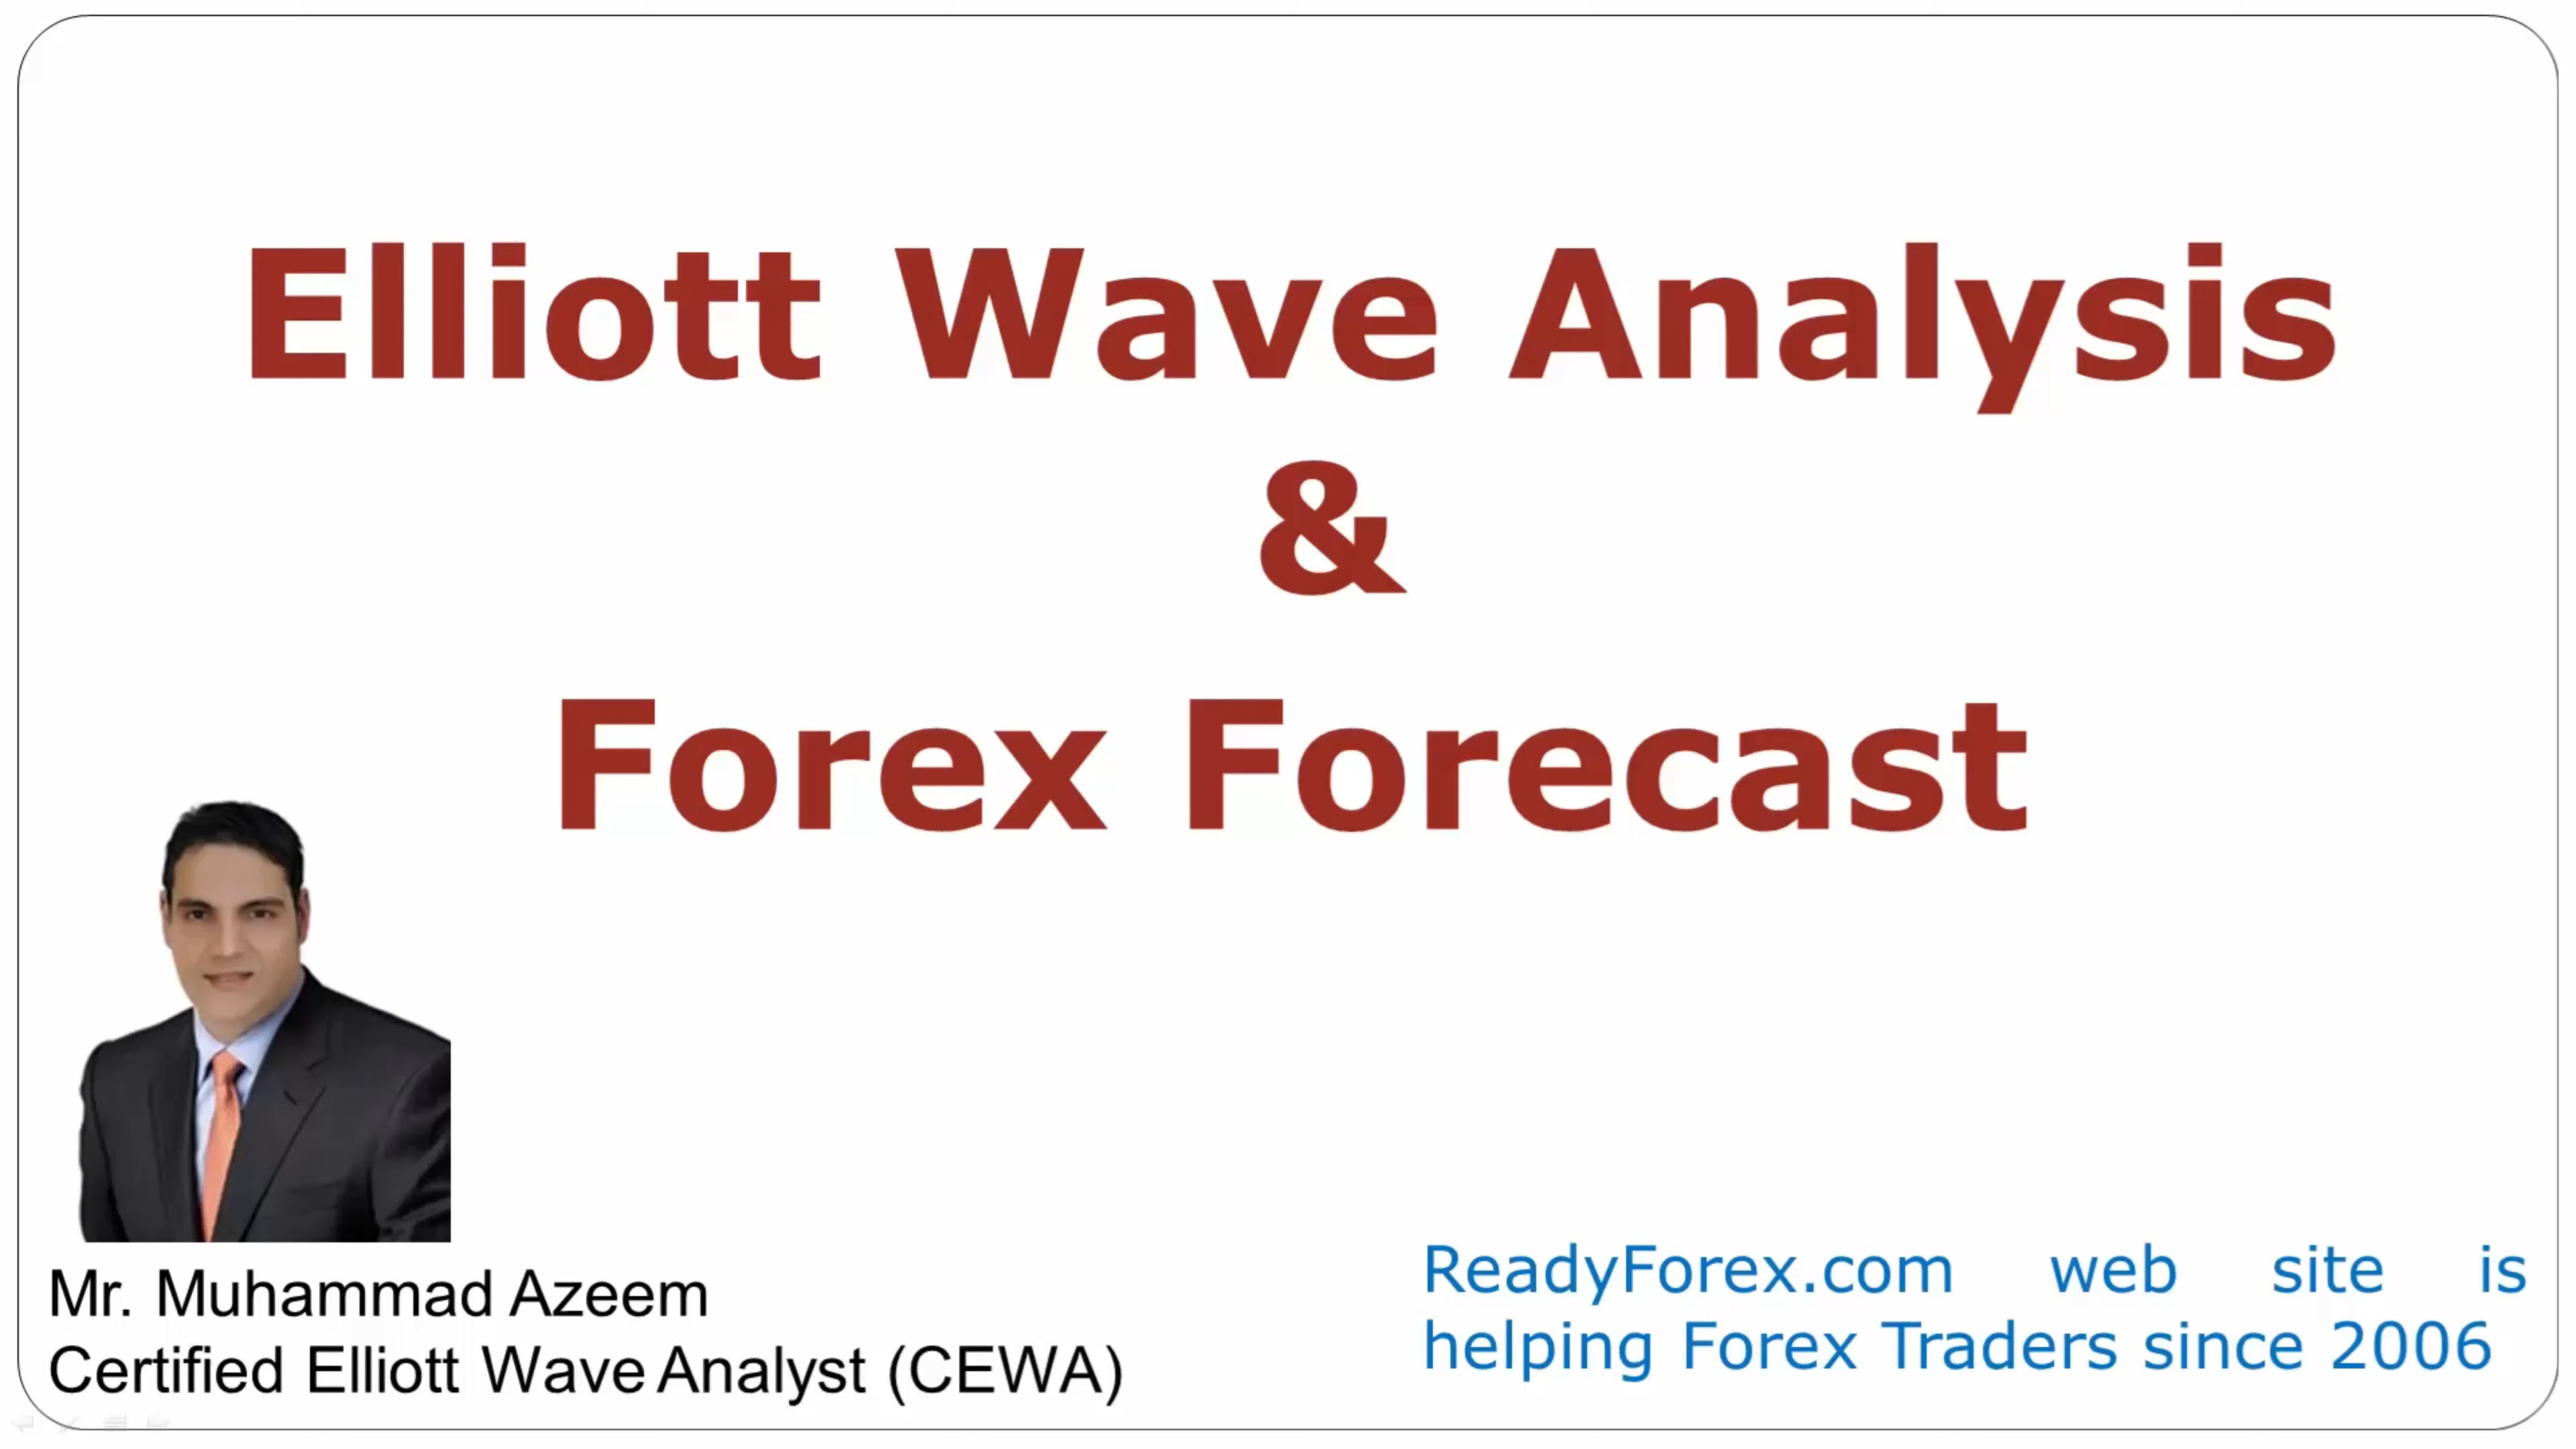 Elliott Wave Analysis
&
Forex Forecast
Mr. Muhammad Azeem
Certified Elliott Wave Analyst (CEWA)
ReadyForex.com web site is
helping Forex Traders since 2006